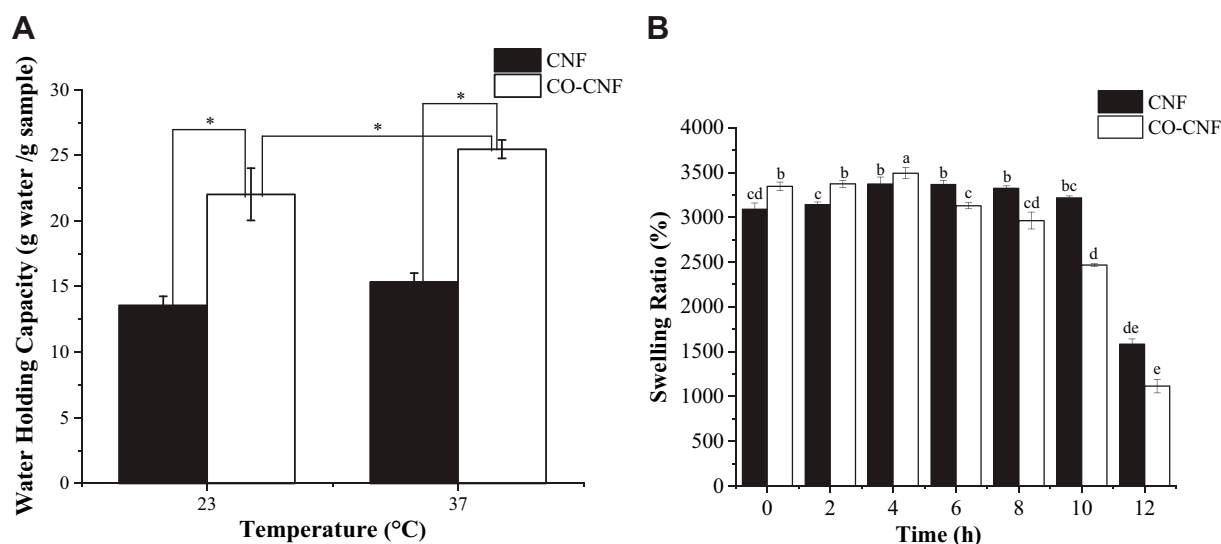 A
CNF
CO-CNF
Water Holding Capacity (g water /g sample)
30
25
20
15
10
5
0
*
*
*
23
37
Temperature (°C)
B
CNF
CO-CNF
Swelling Ratio (%)
4000
3500
3000
2500
2000
1500
1000
500
0
cd
b
c
b
b
a
b
c
b
cd
bc
d
de
e
0 2 4 6 8 10 12
Time (h)